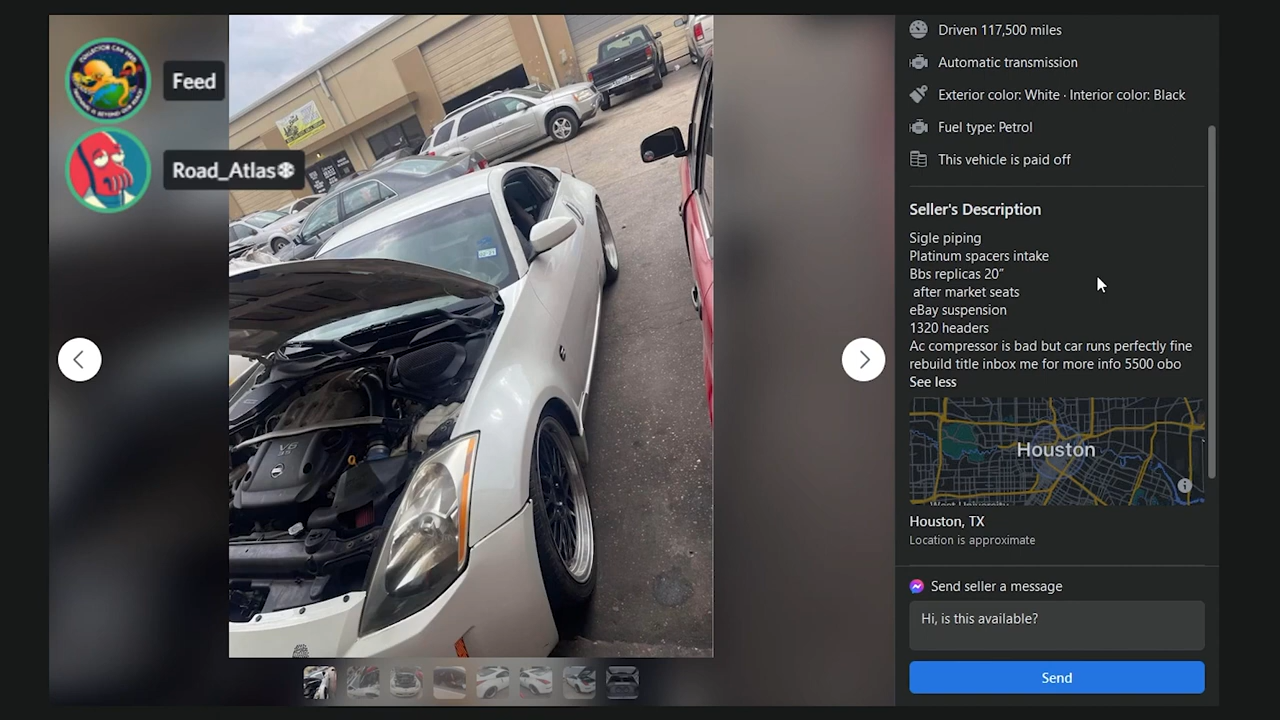 Feed
Road_Atlas❆
Driven 117,500 miles
Automatic transmission
Exterior color: White · Interior color: Black
Fuel type: Petrol
This vehicle is paid off
Seller's Description
Sigle piping
Platinum spacers intake
Bbs replicas 20”
after market seats
eBay suspension
1320 headers
Ac compressor is bad but car runs perfectly fine
rebuild title inbox me for more info 5500 obo
See less
Houston
Houston, TX
Location is approximate
Send seller a message
Hi, is this available?
Send
V6